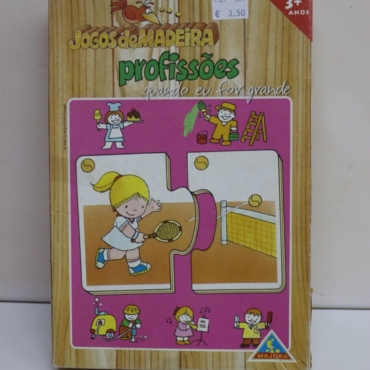 € 3,50
3+
ANOS
JOGOS de MADEIRA
profissões
quando eu for grande
MAJORA